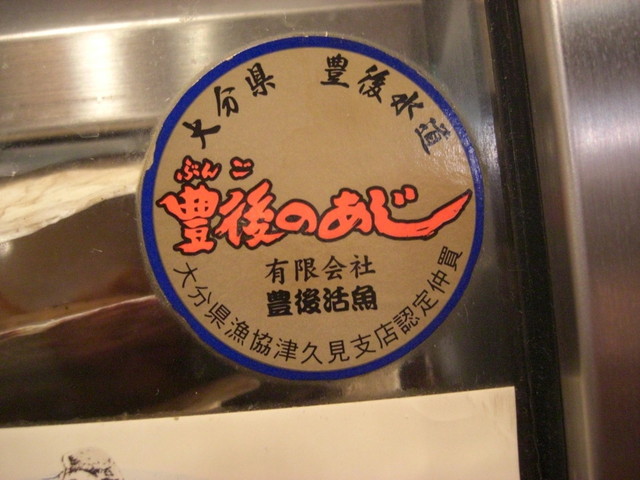 大分県 豊後水道
ぶんご
豊後のあじ
有限会社
豊後活魚
大分県漁協津久見支店認定仲買